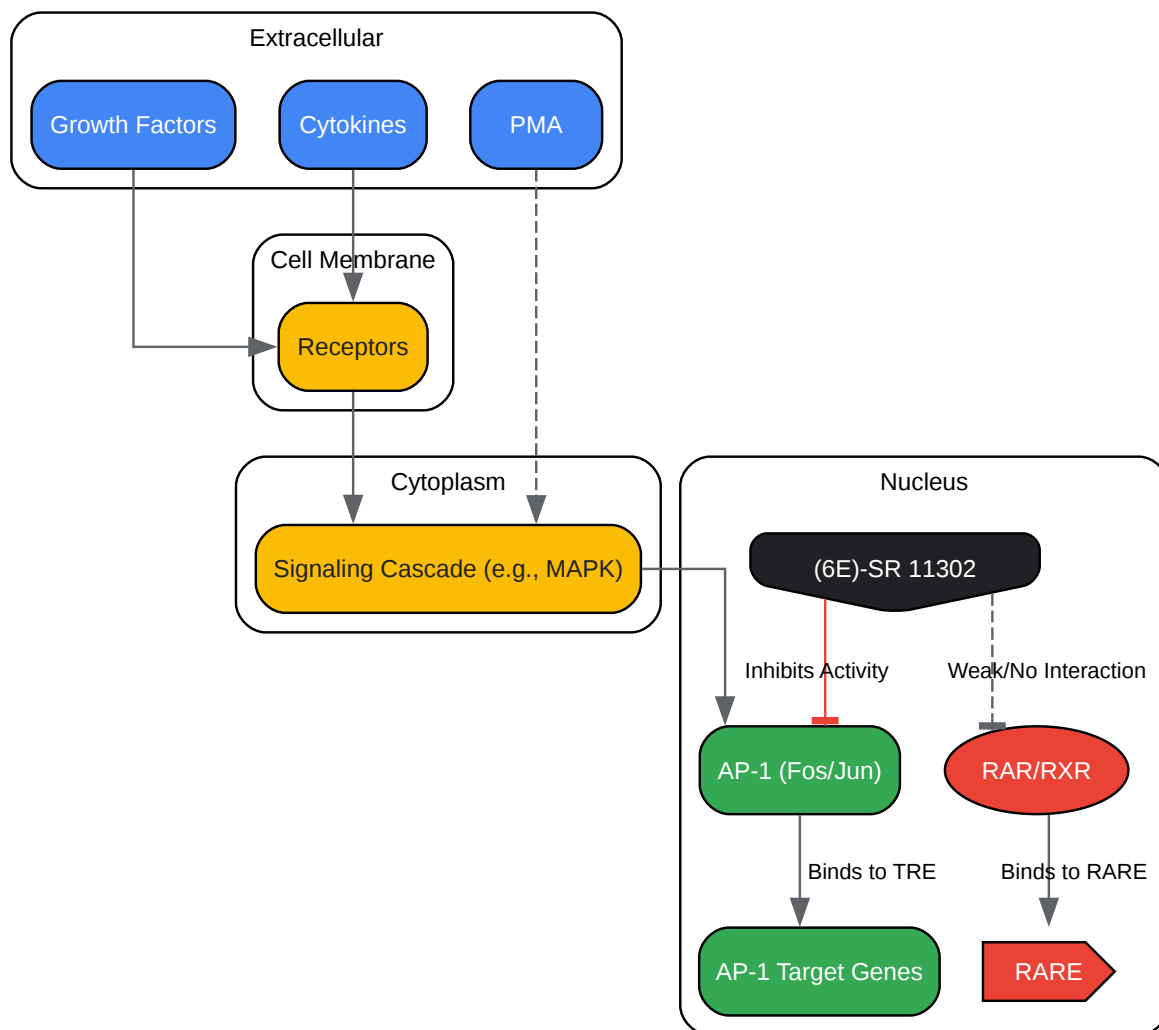 Extracellular
Growth Factors
Cytokines
PMA
Cell Membrane
Receptors
Cytoplasm
Signaling Cascade (e.g., MAPK)
Nucleus
(6E)-SR 11302
Inhibits Activity
Weak/No Interaction
AP-1 (Fos/Jun)
RAR/RXR
Binds to TRE
Binds to RARE
AP-1 Target Genes
RARE